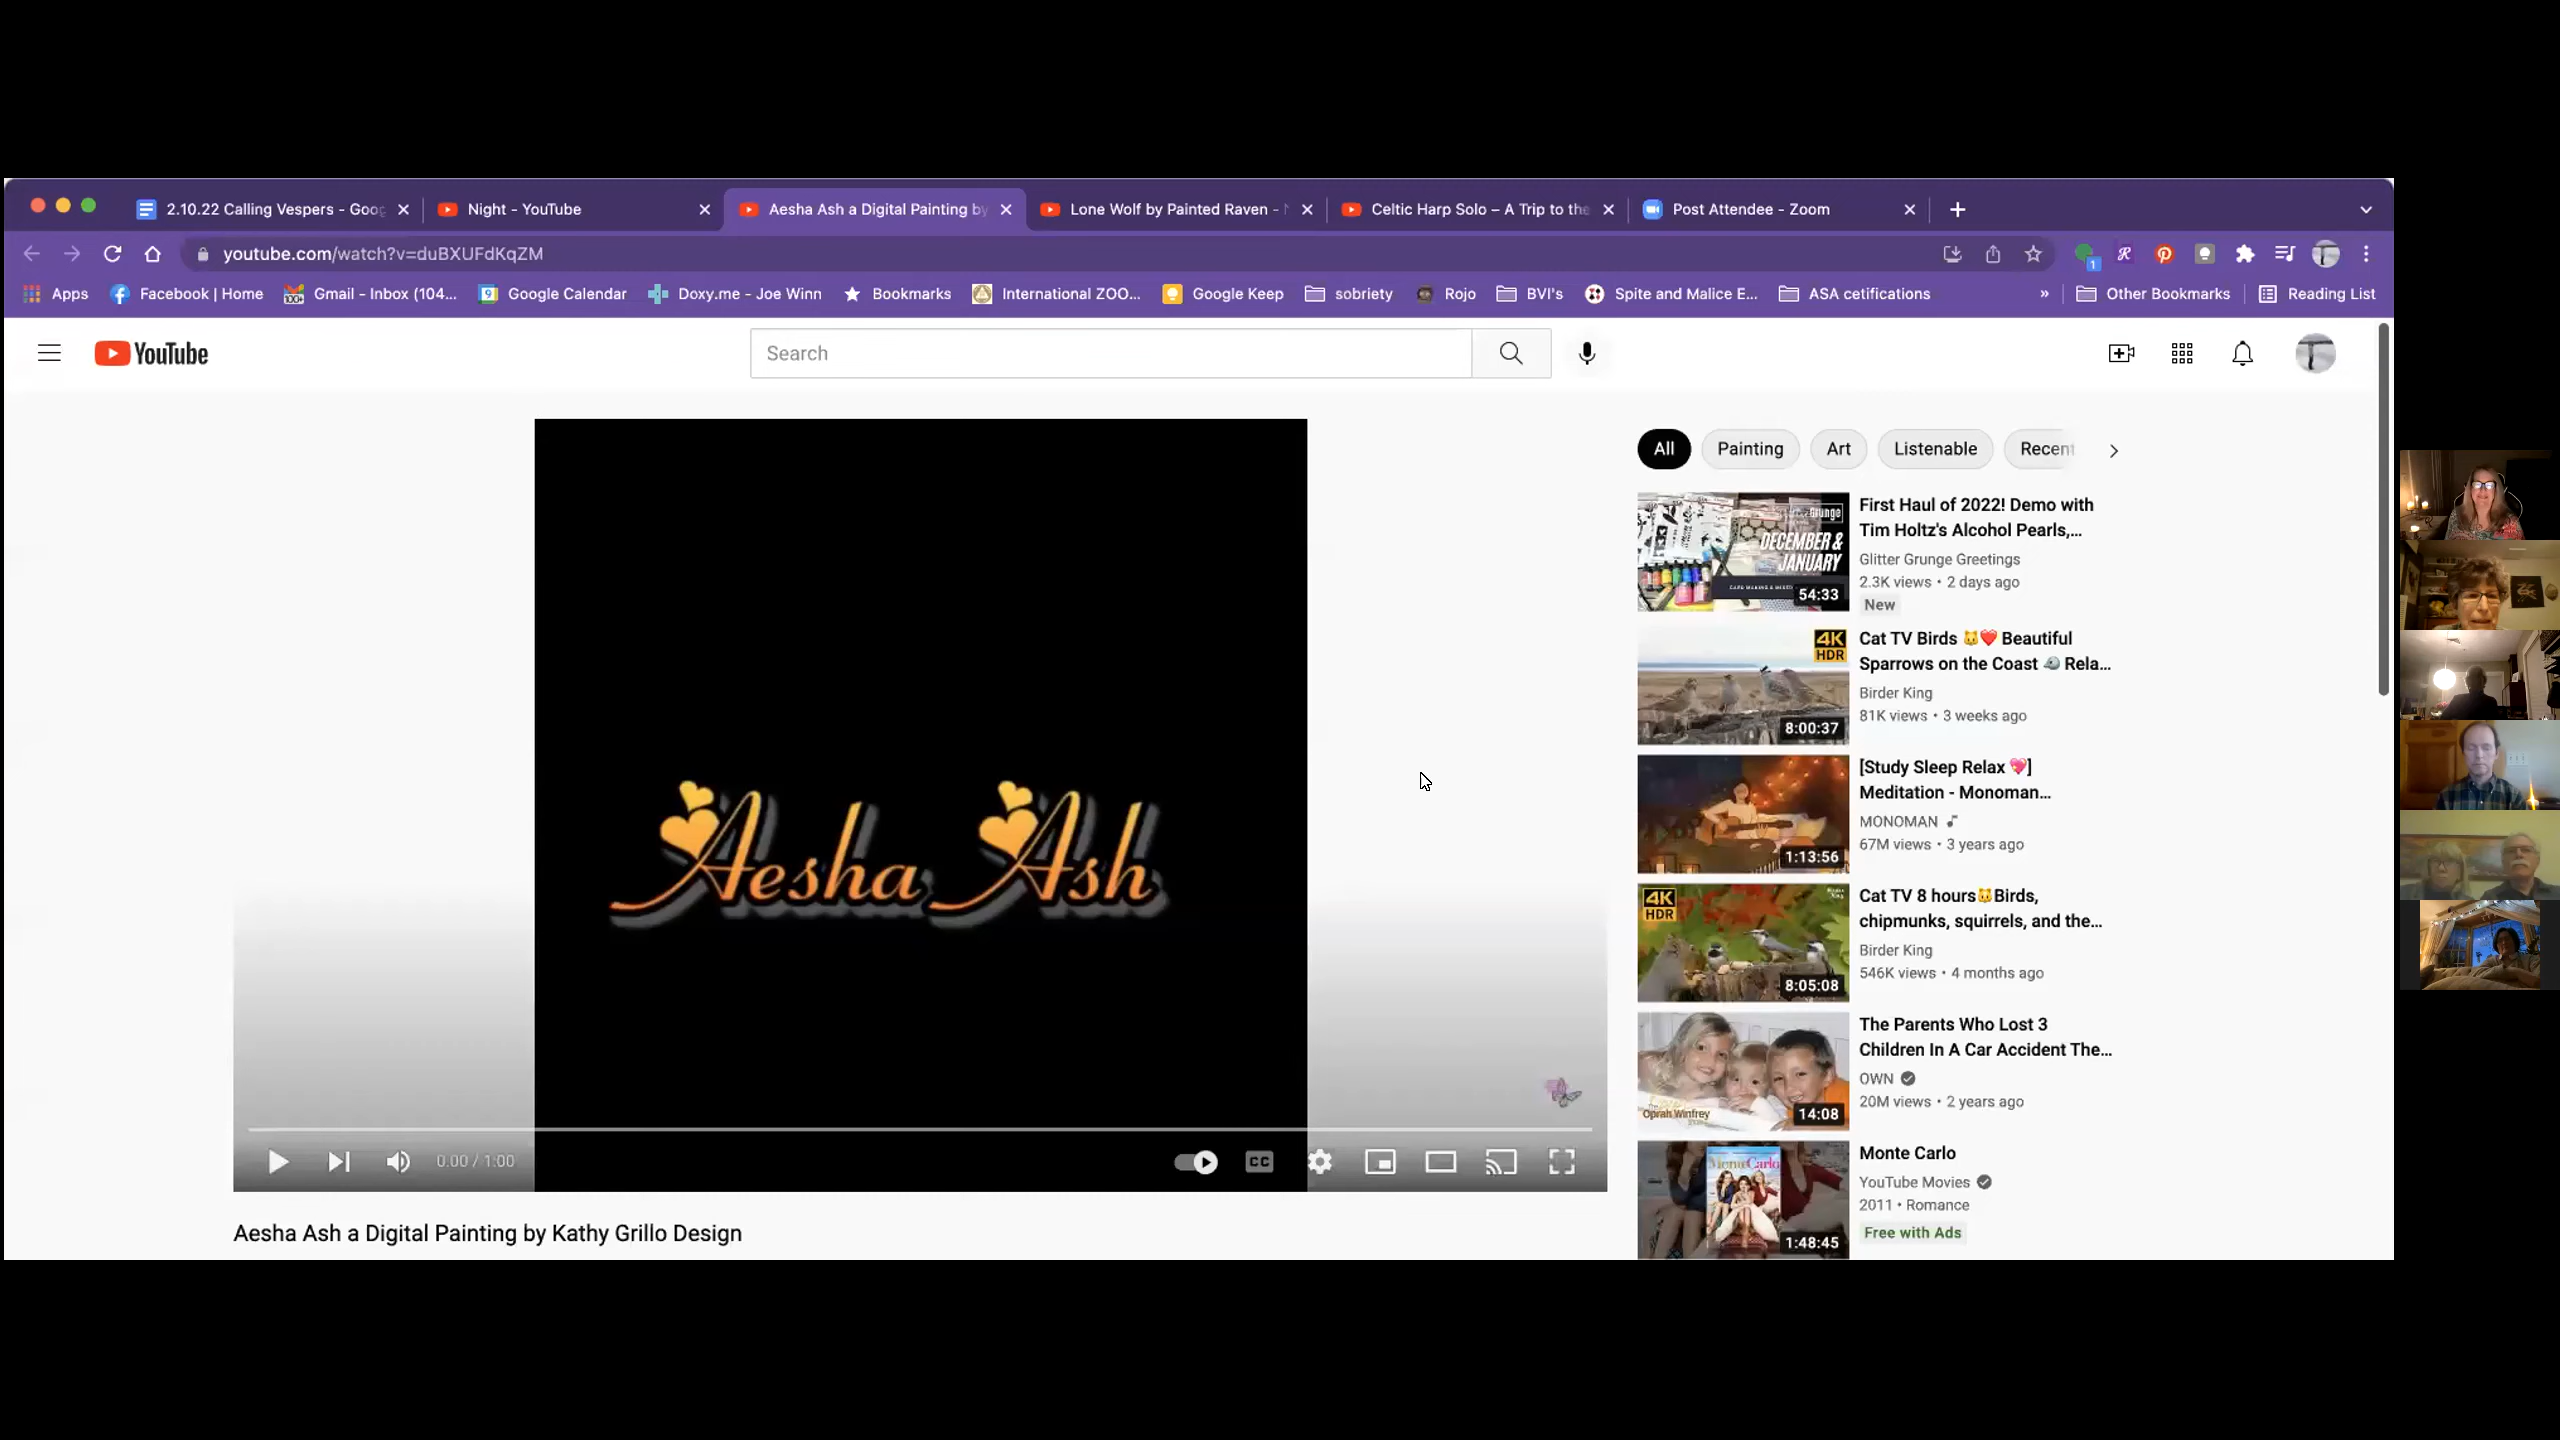 2.10.22 Calling Vespers - Goog
Night - YouTube
Aesha Ash a Digital Painting by
Lone Wolf by Painted Raven -
Celtic Harp Solo – A Trip to the
Post Attendee - Zoom
youtube.com/watch?v=duBXUFdKqZM
1
Apps
Facebook | Home
Gmail - Inbox (104...
Google Calendar
Doxy.me - Joe Winn
Bookmarks
International ZOO...
Google Keep
sobriety
Rojo
BVI's
Spite and Malice E...
ASA cetifications
»
Other Bookmarks
Reading List
YouTube
Search
Aesha Ash
0:00 / 1:00
CC
Aesha Ash a Digital Painting by Kathy Grillo Design
All
Painting
Art
Listenable
Recent
Grunge
DECEMBER &
JANUARY
54:33
First Haul of 2022! Demo with
Tim Holtz's Alcohol Pearls,...
Glitter Grunge Greetings
2.3K views • 2 days ago
New
4K
HDR
8:00:37
Cat TV Birds 🐱❤️ Beautiful
Sparrows on the Coast 🐦 Rela...
Birder King
81K views • 3 weeks ago
1:13:56
[Study Sleep Relax 💖]
Meditation - Monoman...
MONOMAN
67M views • 3 years ago
4K
HDR
8:05:08
Cat TV 8 hours🐱Birds,
chipmunks, squirrels, and the...
Birder King
546K views • 4 months ago
Oprah Winfrey
14:08
The Parents Who Lost 3
Children In A Car Accident The...
OWN
20M views • 2 years ago
Monte Carlo
1:48:45
Monte Carlo
YouTube Movies
2011 • Romance
Free with Ads